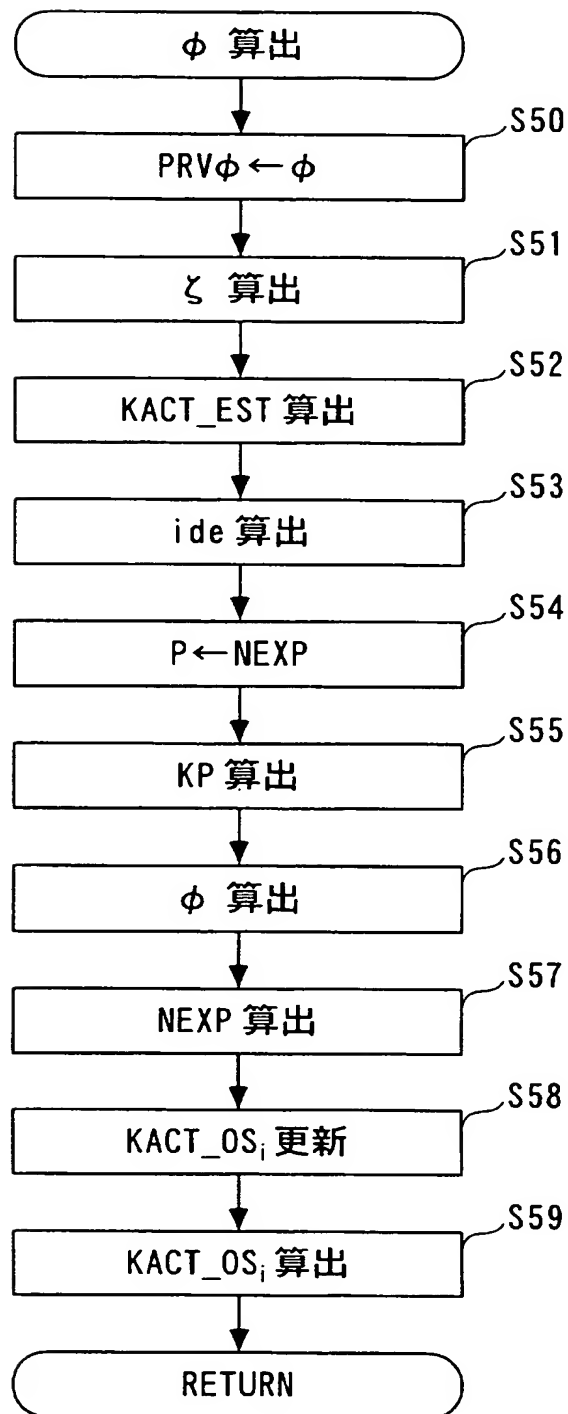 φ 算出
S50
PRVφ←φ
S51
ζ 算出
S52
KACT_EST 算出
S53
ide 算出
S54
P←NEXP
S55
KP 算出
S56
φ 算出
S57
NEXP 算出
S58
KACT_OSi 更新
S59
KACT_OSi 算出
RETURN